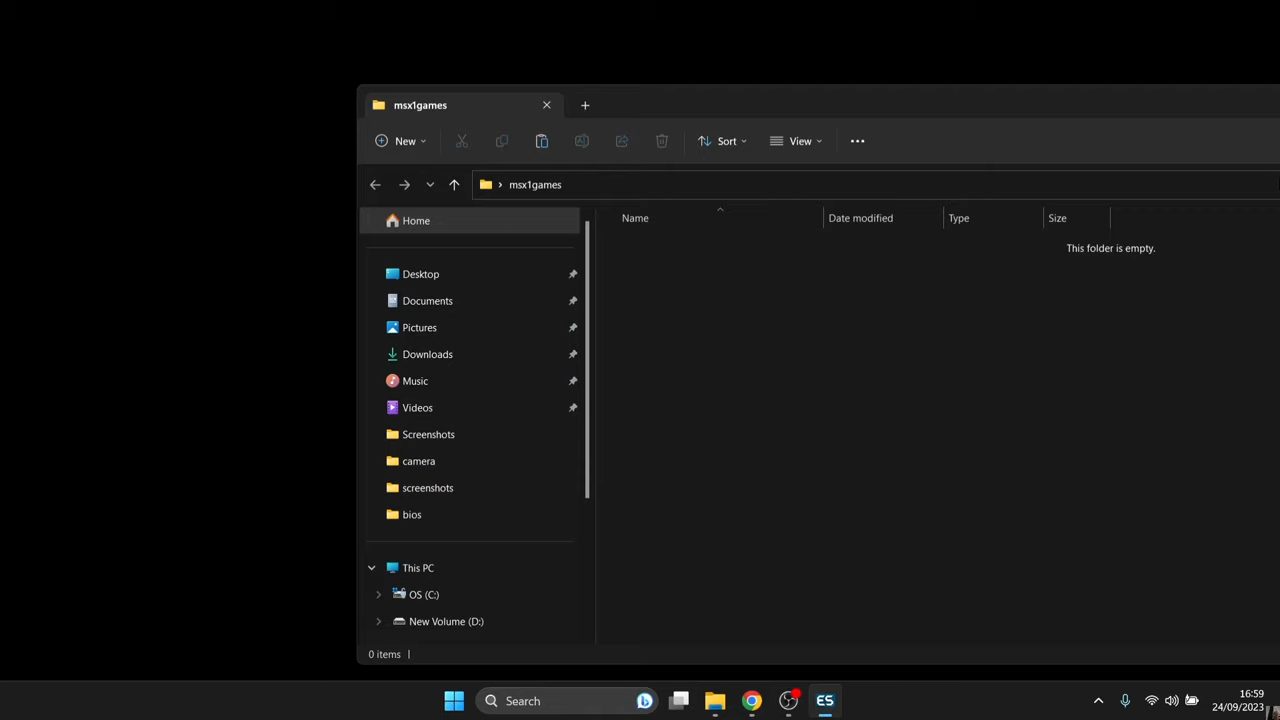 msx1games
New
Sort
View
msx1games
Home
Name
Date modified
Type
Size
This folder is empty.
Desktop
Documents
Pictures
Downloads
Music
Videos
Screenshots
camera
screenshots
bios
This PC
OS (C:)
New Volume (D:)
0 items
Search
ES
16:59
24/09/2023